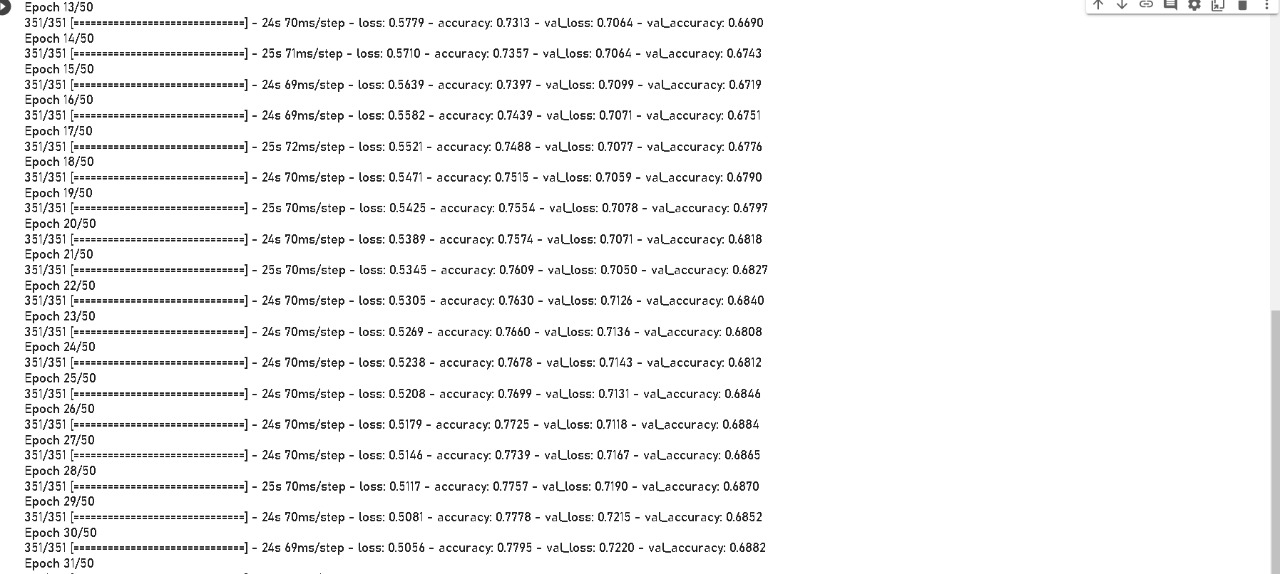 Epoch 13/50
351/351 [==============================] - 24s 70ms/step - loss: 0.5779 - accuracy: 0.7313 - val_loss: 0.7064 - val_accuracy: 0.6690
Epoch 14/50
351/351 [==============================] - 25s 71ms/step - loss: 0.5710 - accuracy: 0.7357 - val_loss: 0.7064 - val_accuracy: 0.6743
Epoch 15/50
351/351 [==============================] - 24s 69ms/step - loss: 0.5639 - accuracy: 0.7397 - val_loss: 0.7099 - val_accuracy: 0.6719
Epoch 16/50
351/351 [==============================] - 24s 69ms/step - loss: 0.5582 - accuracy: 0.7439 - val_loss: 0.7071 - val_accuracy: 0.6751
Epoch 17/50
351/351 [==============================] - 25s 72ms/step - loss: 0.5521 - accuracy: 0.7488 - val_loss: 0.7077 - val_accuracy: 0.6776
Epoch 18/50
351/351 [==============================] - 24s 70ms/step - loss: 0.5471 - accuracy: 0.7515 - val_loss: 0.7059 - val_accuracy: 0.6790
Epoch 19/50
351/351 [==============================] - 25s 70ms/step - loss: 0.5425 - accuracy: 0.7554 - val_loss: 0.7078 - val_accuracy: 0.6797
Epoch 20/50
351/351 [==============================] - 24s 70ms/step - loss: 0.5389 - accuracy: 0.7574 - val_loss: 0.7071 - val_accuracy: 0.6818
Epoch 21/50
351/351 [==============================] - 25s 70ms/step - loss: 0.5345 - accuracy: 0.7609 - val_loss: 0.7050 - val_accuracy: 0.6827
Epoch 22/50
351/351 [==============================] - 24s 70ms/step - loss: 0.5305 - accuracy: 0.7630 - val_loss: 0.7126 - val_accuracy: 0.6840
Epoch 23/50
351/351 [==============================] - 24s 70ms/step - loss: 0.5269 - accuracy: 0.7660 - val_loss: 0.7136 - val_accuracy: 0.6808
Epoch 24/50
351/351 [==============================] - 24s 70ms/step - loss: 0.5238 - accuracy: 0.7678 - val_loss: 0.7143 - val_accuracy: 0.6812
Epoch 25/50
351/351 [==============================] - 24s 70ms/step - loss: 0.5208 - accuracy: 0.7699 - val_loss: 0.7131 - val_accuracy: 0.6846
Epoch 26/50
351/351 [==============================] - 24s 70ms/step - loss: 0.5179 - accuracy: 0.7725 - val_loss: 0.7118 - val_accuracy: 0.6884
Epoch 27/50
351/351 [==============================] - 24s 70ms/step - loss: 0.5146 - accuracy: 0.7739 - val_loss: 0.7167 - val_accuracy: 0.6865
Epoch 28/50
351/351 [==============================] - 25s 70ms/step - loss: 0.5117 - accuracy: 0.7757 - val_loss: 0.7190 - val_accuracy: 0.6870
Epoch 29/50
351/351 [==============================] - 24s 70ms/step - loss: 0.5081 - accuracy: 0.7778 - val_loss: 0.7215 - val_accuracy: 0.6852
Epoch 30/50
351/351 [==============================] - 24s 69ms/step - loss: 0.5056 - accuracy: 0.7795 - val_loss: 0.7220 - val_accuracy: 0.6882
Epoch 31/50